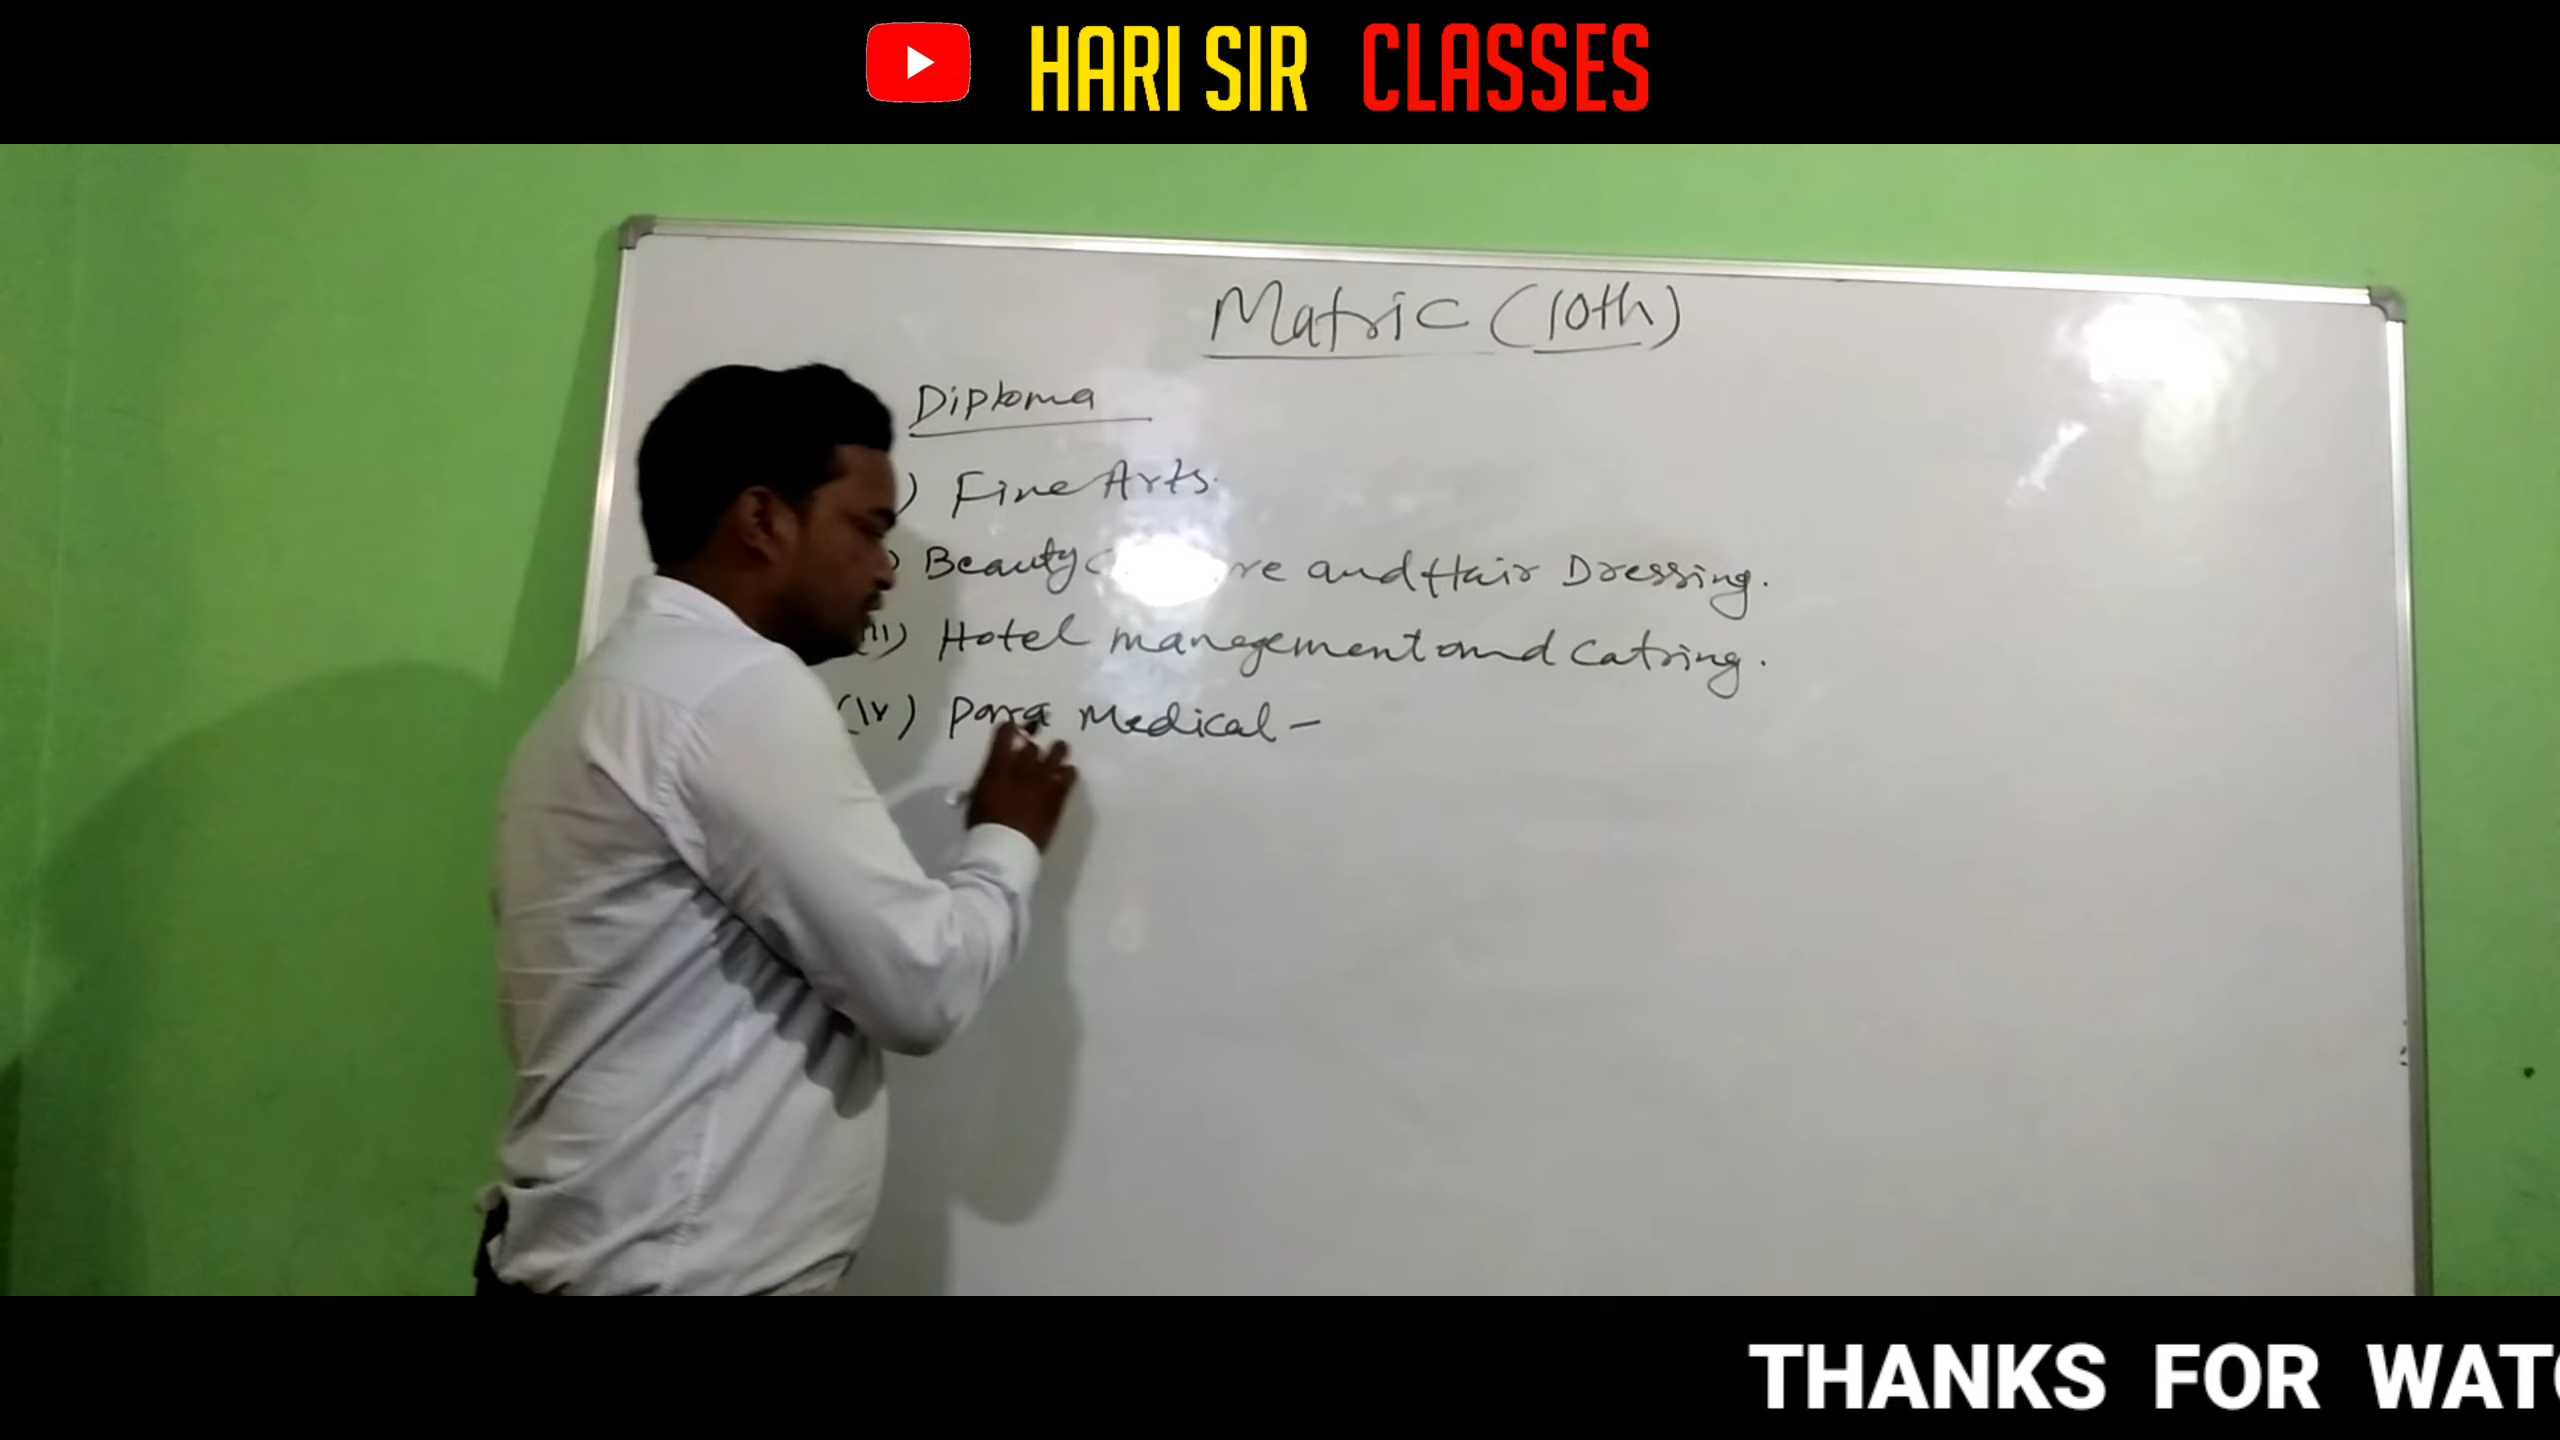 HARI SIR CLASSES
Matric (10th)
Diploma
) Fine Arts.
) Beauty and Hair Dressing.
) Hotel management and Catring.
(iv) Para Medical -
THANKS FOR